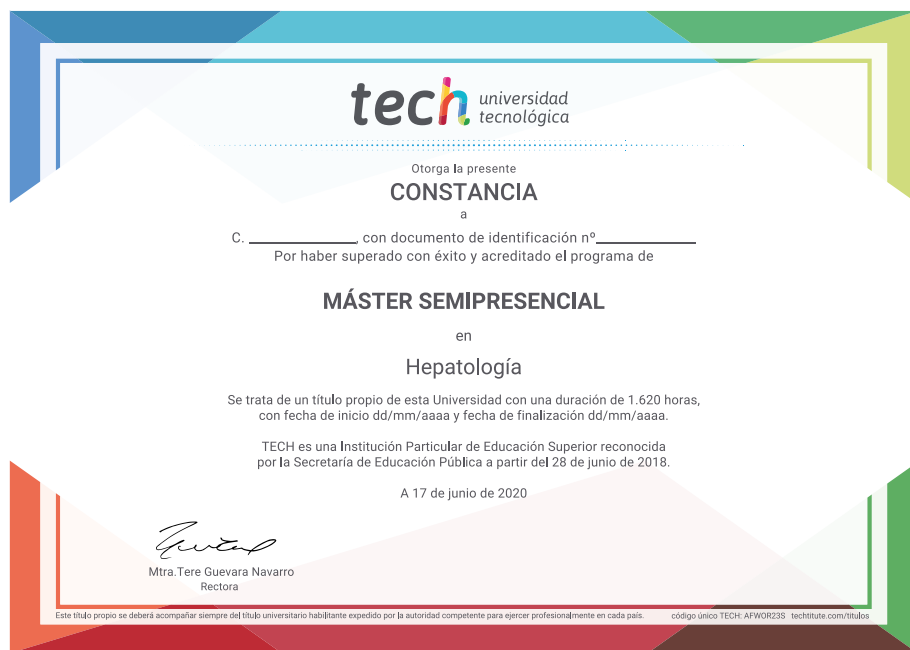 tech universidad
tecnológica
Otorga la presente
CONSTANCIA
a
C. ____________, con documento de identificación nº____________
Por haber superado con éxito y acreditado el programa de
MÁSTER SEMIPRESENCIAL
en
Hepatología
Se trata de un título propio de esta Universidad con una duración de 1.620 horas,
con fecha de inicio dd/mm/aaaa y fecha de finalización dd/mm/aaaa.
TECH es una Institución Particular de Educación Superior reconocida
por la Secretaría de Educación Pública a partir del 28 de junio de 2018.
A 17 de junio de 2020
Mtra.Tere Guevara Navarro
Rectora
Este título propio se deberá acompañar siempre del título universitario habilitante expedido por la autoridad competente para ejercer profesionalmente en cada país. código único TECH: AFWOR23S techtitute.com/titulos